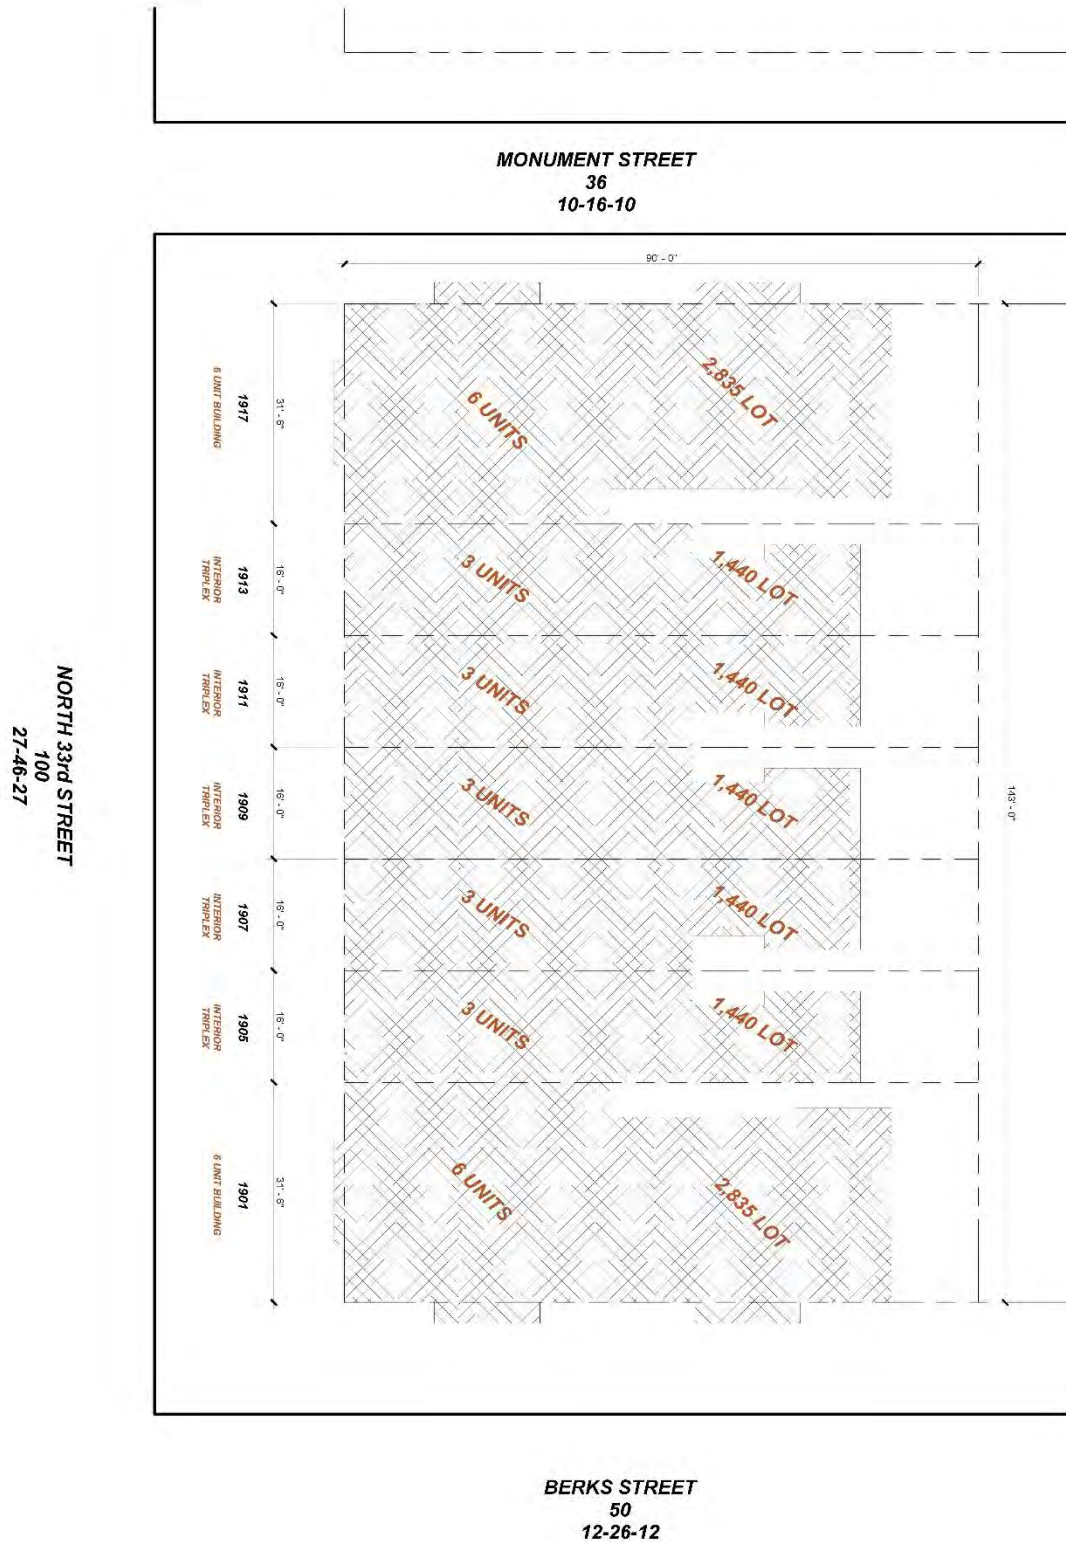 MONUMENT STREET
36
10-16-10
90' - 0"
6 UNIT BUILDING
1917
31' - 6"
6 UNITS
2,835 LOT
INTERIOR
TRIPLEX
1913
16' - 0"
3 UNITS
1,440 LOT
INTERIOR
TRIPLEX
1911
16' - 0"
3 UNITS
1,440 LOT
NORTH 33rd STREET
100
27-46-27
INTERIOR
TRIPLEX
1909
16' - 0"
3 UNITS
1,440 LOT
143' - 0"
INTERIOR
TRIPLEX
1907
16' - 0"
3 UNITS
1,440 LOT
INTERIOR
TRIPLEX
1905
16' - 0"
3 UNITS
1,440 LOT
6 UNIT BUILDING
1901
31' - 6"
6 UNITS
2,835 LOT
BERKS STREET
50
12-26-12